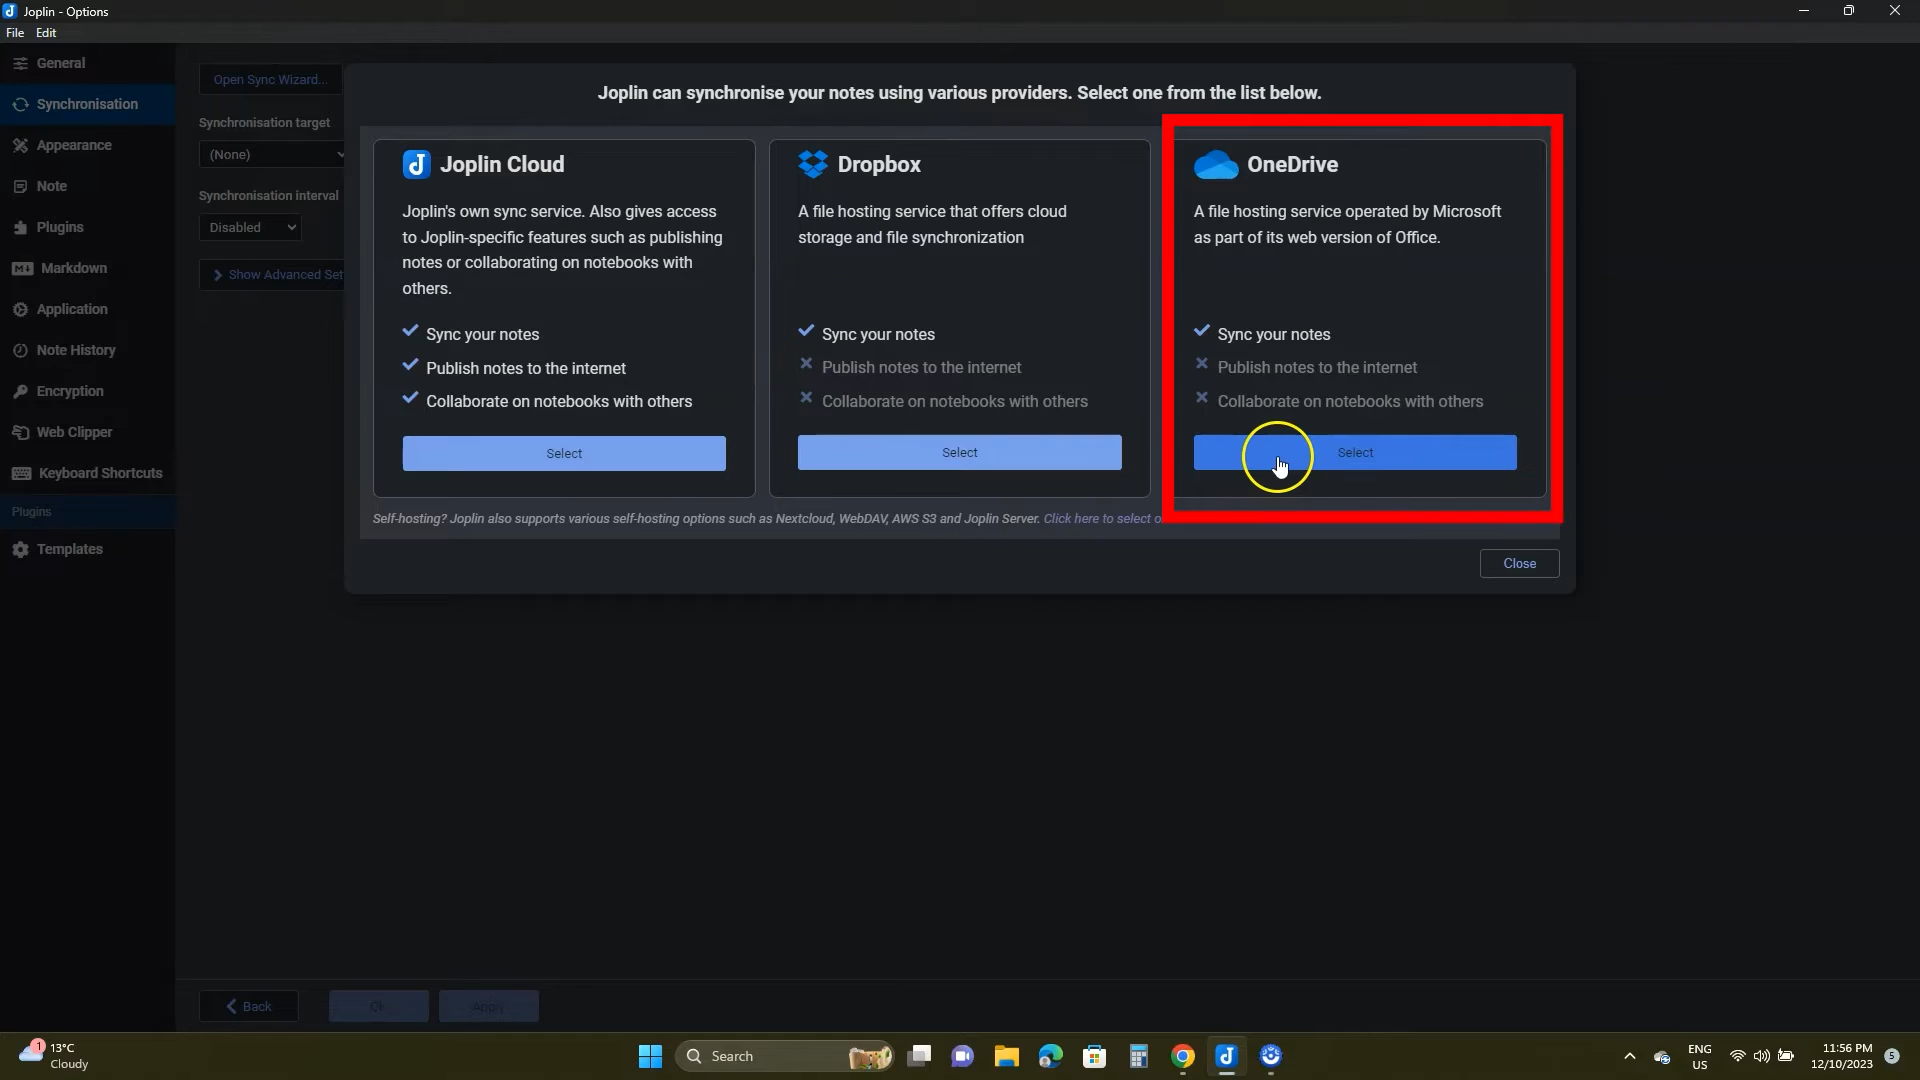 Joplin - Options
File Edit
General
Synchronisation
Appearance
Note
Plugins
Markdown
Application
Note History
Encryption
Web Clipper
Keyboard Shortcuts
Plugins
Templates
Open Sync Wizard...
Synchronisation target
(None)
Synchronisation interval
Disabled
Show Advanced Set
Joplin can synchronise your notes using various providers. Select one from the list below.
Joplin Cloud
Joplin's own sync service. Also gives access
to Joplin-specific features such as publishing
notes or collaborating on notebooks with
others.
Sync your notes
Publish notes to the internet
Collaborate on notebooks with others
Select
Dropbox
A file hosting service that offers cloud
storage and file synchronization
Sync your notes
Publish notes to the internet
Collaborate on notebooks with others
Select
OneDrive
A file hosting service operated by Microsoft
as part of its web version of Office.
Sync your notes
Publish notes to the internet
Collaborate on notebooks with others
Select
Self-hosting? Joplin also supports various self-hosting options such as Nextcloud, WebDAV, AWS S3 and Joplin Server. Click here to select o
Close
Back
OK
Apply
1
13°C
Cloudy
Search
ENG
US
11:56 PM
12/10/2023
5